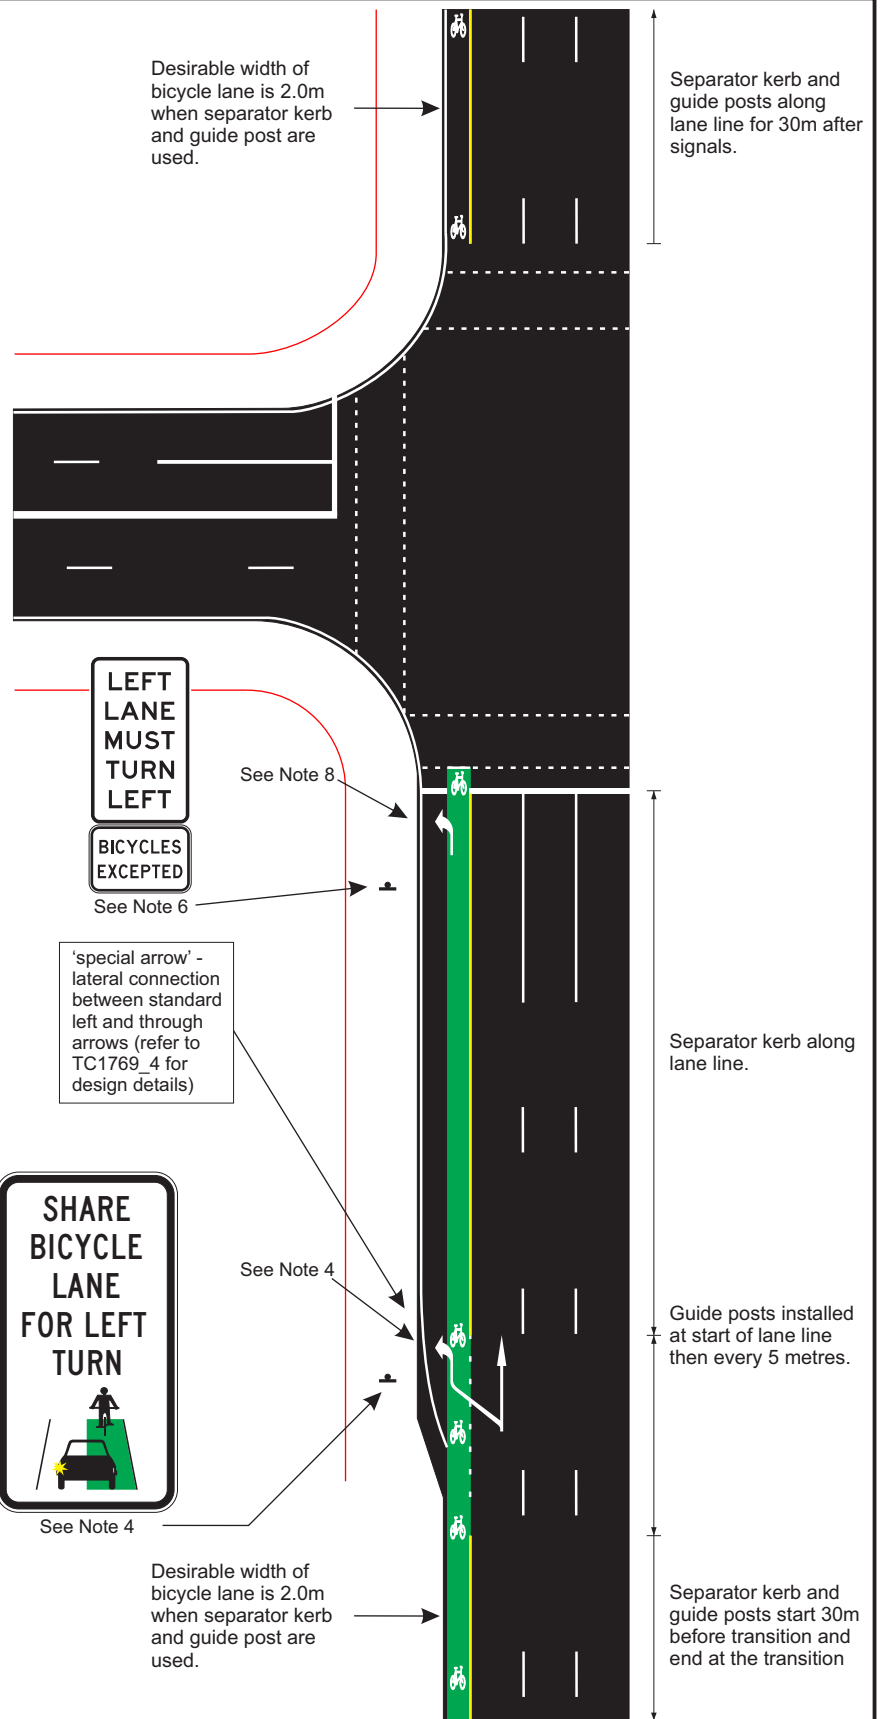 Desirable width of
bicycle lane is 2.0m
when separator kerb
and guide post are
used.
Separator kerb and
guide posts along
lane line for 30m after
signals.
LEFT
LANE
MUST
TURN
LEFT
BICYCLES
EXCEPTED
See Note 8
See Note 6
'special arrow' -
lateral connection
between standard
left and through
arrows (refer to
TC1769_4 for
design details)
Separator kerb along
lane line.
SHARE
BICYCLE
LANE
FOR LEFT
TURN
See Note 4
Guide posts installed
at start of lane line
then every 5 metres.
See Note 4
Desirable width of
bicycle lane is 2.0m
when separator kerb
and guide post are
used.
Separator kerb and
guide posts start 30m
before transition and
end at the transition